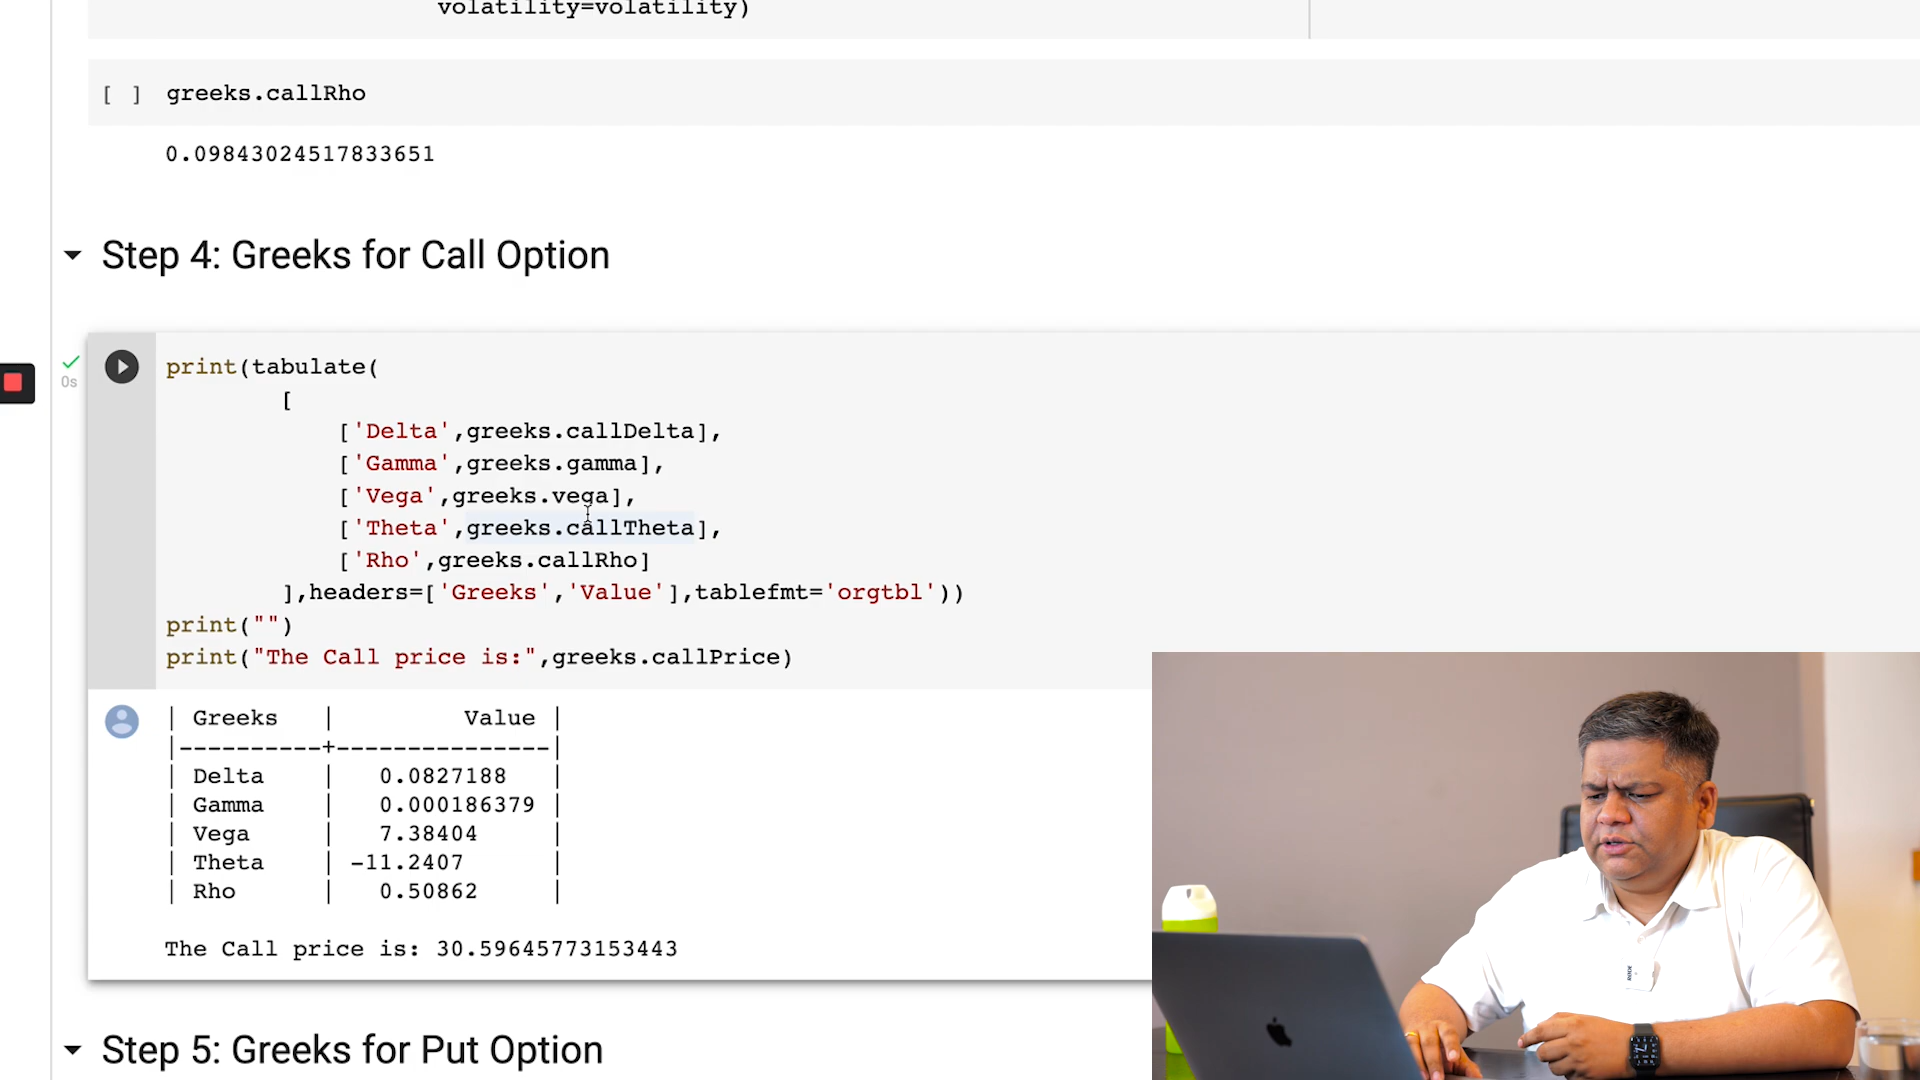 volatility=volatility)
[ ] greeks.callRho
0.09843024517833651
Step 4: Greeks for Call Option
0s
print(tabulate(
[
['Delta',greeks.callDelta],
['Gamma',greeks.gamma],
['Vega',greeks.vega],
['Theta',greeks.callTheta],
['Rho',greeks.callRho]
],headers=['Greeks','Value'],tablefmt='orgtbl'))
print("")
print("The Call price is:",greeks.callPrice)
| Greeks | Value |
|----------+---------------|
| Delta | 0.0827188 |
| Gamma | 0.000186379 |
| Vega | 7.38404 |
| Theta | -11.2407 |
| Rho | 0.50862 |
The Call price is: 30.59645773153443
Step 5: Greeks for Put Option